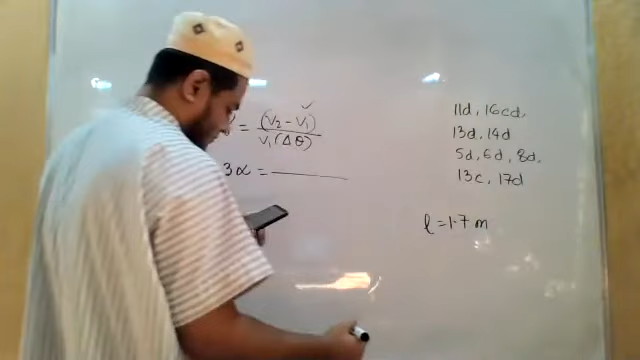 = (V₂ - V₁) / V₁(Δθ)
3α =
11d, 16cd,
13d, 14d
5d, 6d, 8d,
13c, 17d
l = 1.7 m